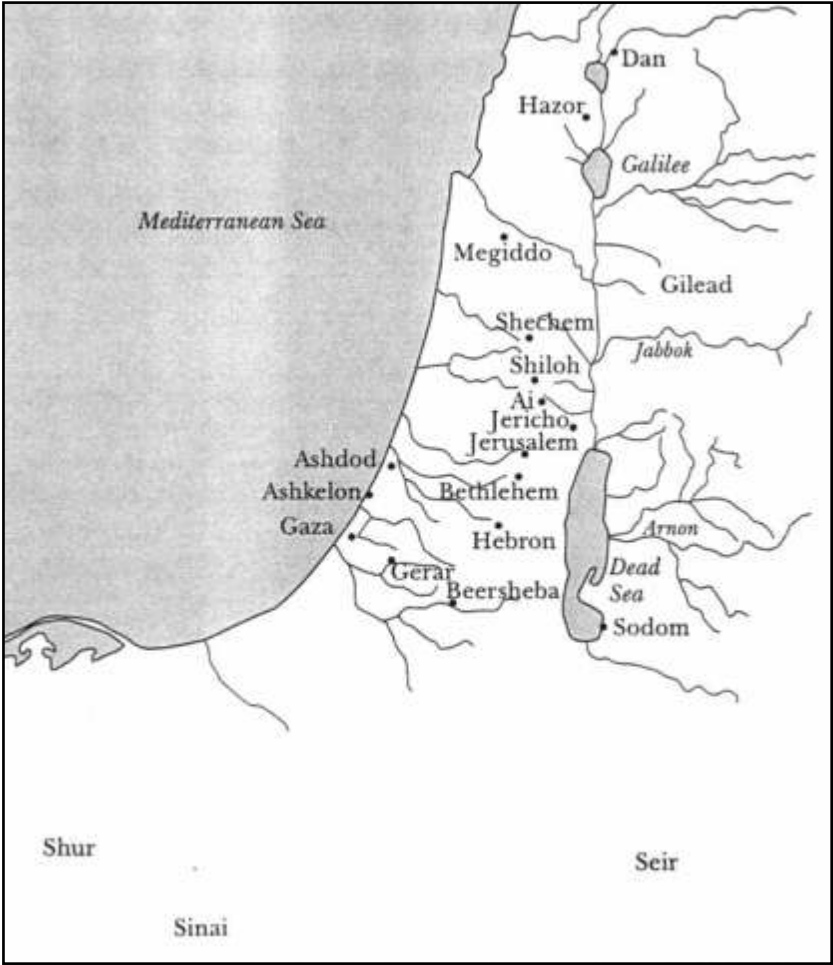 Dan
Hazor
Galilee
Mediterranean Sea
Megiddo
Gilead
Shechem
Jabbok
Shiloh
Ai
Jericho
Jerusalem
Ashdod
Ashkelon
Bethlehem
Gaza
Arnon
Hebron
Dead
Sea
Gerar
Beersheba
Sodom
Shur
Seir
Sinai